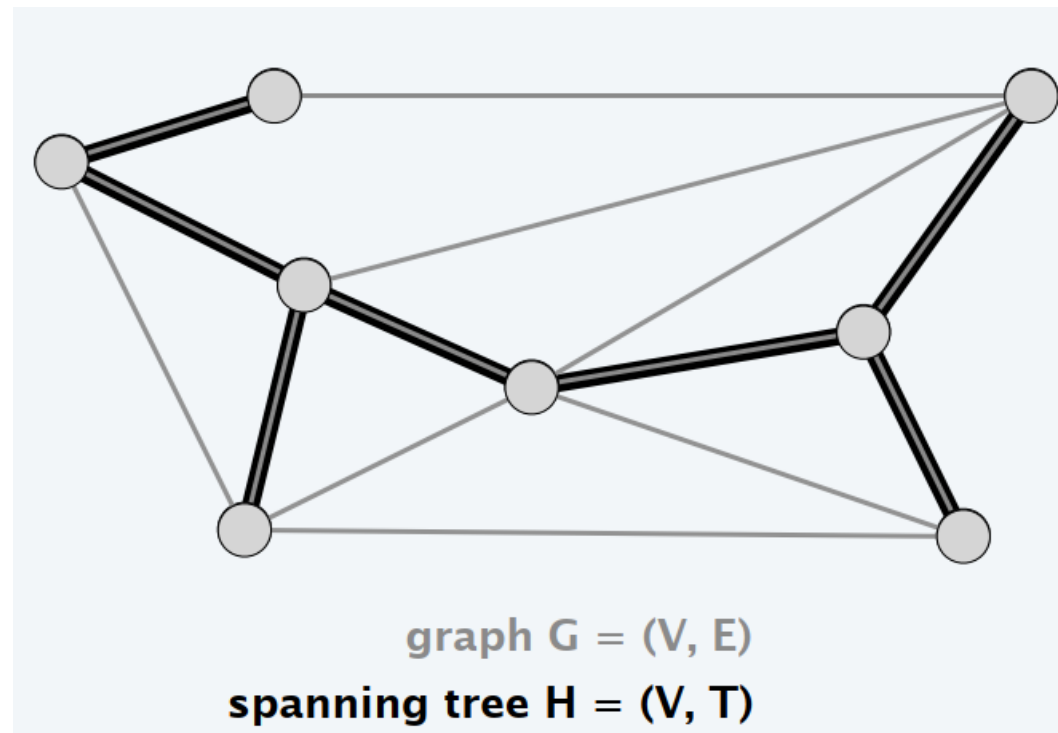 graph G = (V, E)
spanning tree H = (V, T)